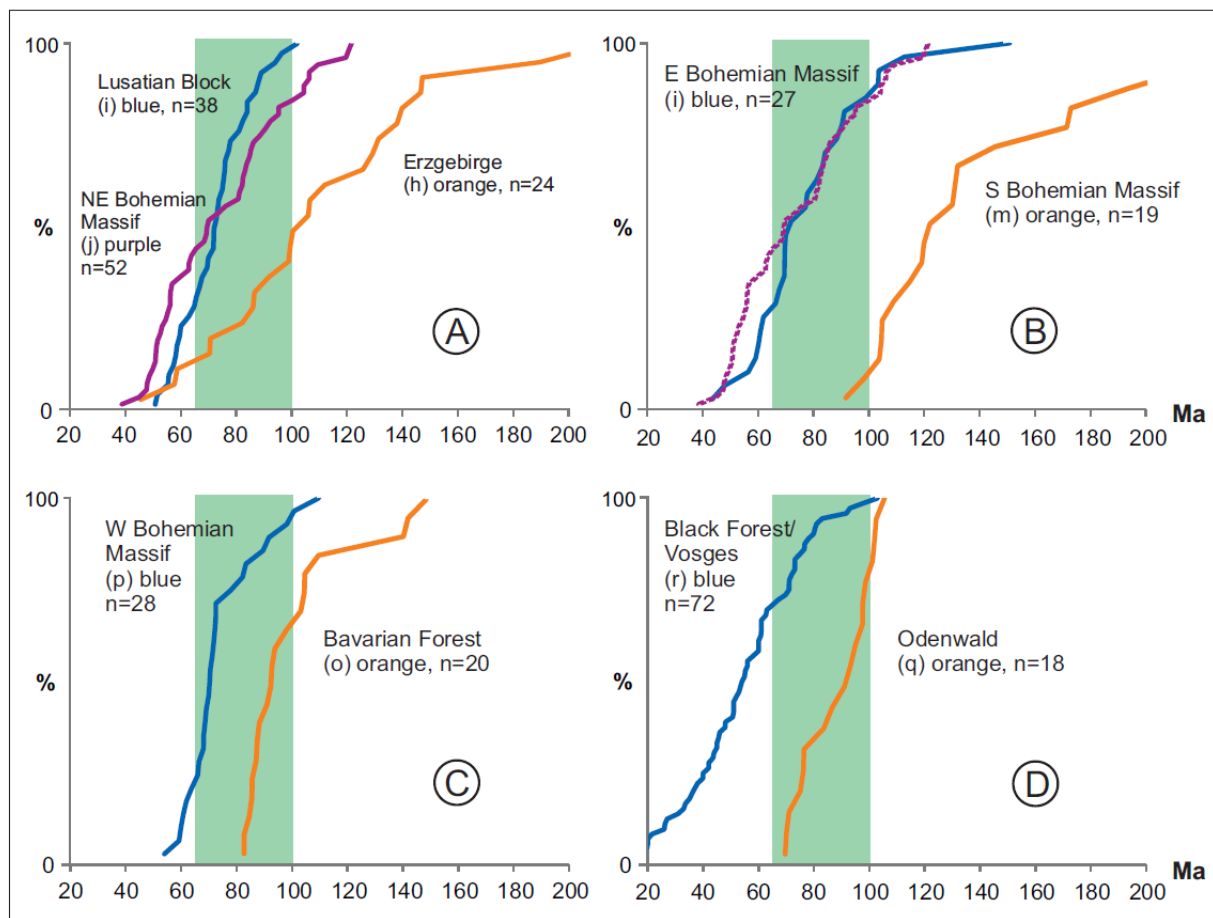 100
Lusatian Block
(i) blue, n=38
Erzgebirge
(h) orange, n=24
NE Bohemian
Massif
(j) purple
n=52
%
A
0
20 40 60 80 100 120 140 160 180 200
100
E Bohemian Massif
(i) blue, n=27
S Bohemian Massif
(m) orange, n=19
%
B
0
Ma
20 40 60 80 100 120 140 160 180 200
100
W Bohemian
Massif
(p) blue
n=28
Bavarian Forest
(o) orange, n=20
%
C
0
20 40 60 80 100 120 140 160 180 200
100
Black Forest/
Vosges
(r) blue
n=72
Odenwald
(q) orange, n=18
%
D
0
Ma
20 40 60 80 100 120 140 160 180 200